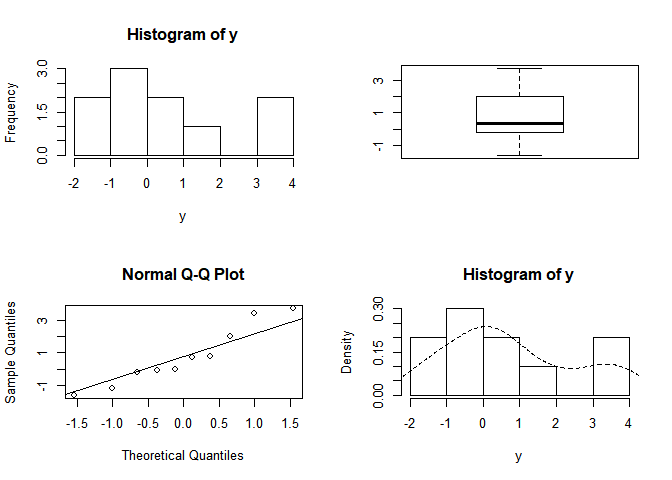 Histogram of y
Frequency
0.0 1.5 3.0
-2 -1 0 1 2 3 4
y
-1 1 3
Normal Q-Q Plot
Sample Quantiles
-1 1 3
-1.5 -1.0 -0.5 0.0 0.5 1.0 1.5
Theoretical Quantiles
Histogram of y
Density
0.00 0.15 0.30
-2 -1 0 1 2 3 4
y